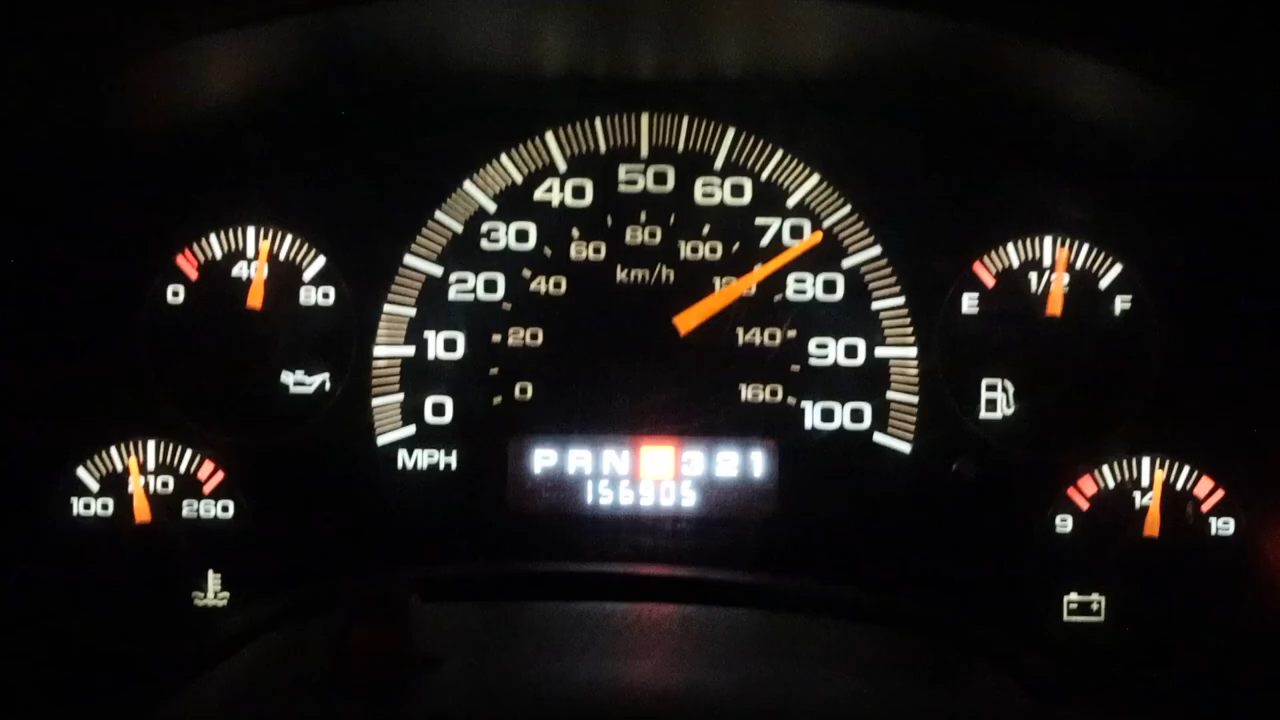 50
40 60
30 70
80
60 100
km/h
0 40 80
20 40 120 80
E 1/2 F
10 20 140 90
0 0 160 100
MPH
P R N D 3 2 1
156905
100 210 260
9 14 19